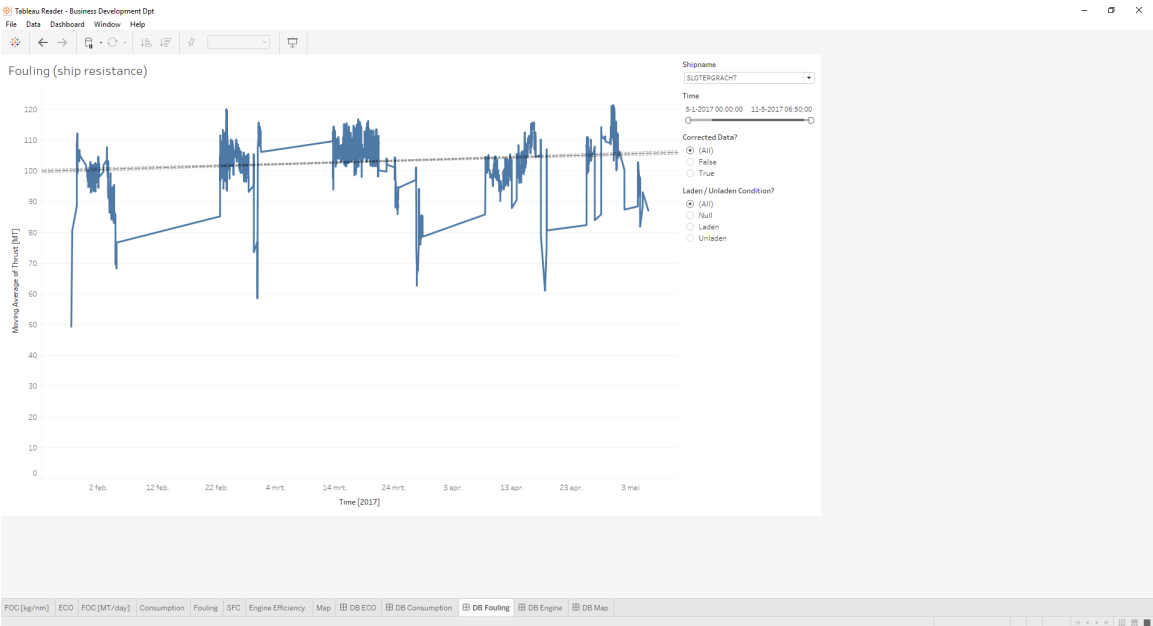 Tableau Reader - Business Development Dpt
File Data Dashboard Window Help
Fouling (ship resistance)
120
110
100
90
80
70
60
50
40
30
20
10
0
Moving Average of Thrust [MT]
2 feb. 12 feb. 22 feb. 4 mrt. 14 mrt. 24 mrt. 3 apr. 13 apr. 23 apr. 3 mei
Time [2017]
Shipname
SLOTERGRACHT
Time
5-1-2017 00:00:00 11-5-2017 06:50:00
Corrected Data?
(All)
False
True
Laden / Unladen Condition?
(All)
Null
Laden
Unladen
FOC [kg/nm] ECO FOC [MT/day] Consumption Fouling SFC Engine Efficiency Map DB ECO DB Consumption DB Fouling DB Engine DB Map